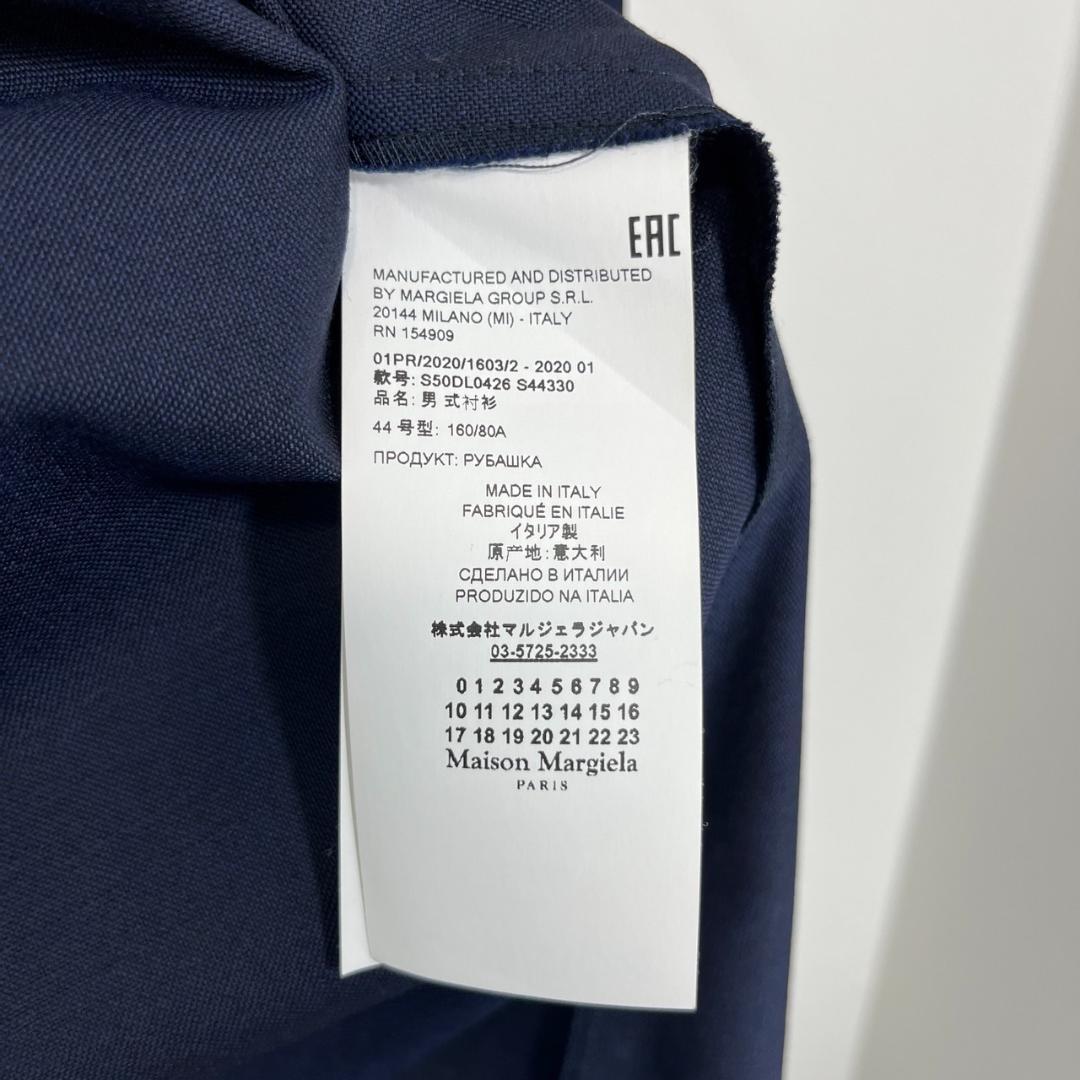 EAC
MANUFACTURED AND DISTRIBUTED
BY MARGIELA GROUP S.R.L.
20144 MILANO (MI) - ITALY
RN 154909
01PR/2020/1603/2 - 2020 01
款号: S50DL0426 S44330
品名: 男 式衬衫
44 号型: 160/80A
ПРОДУКТ: РУБАШКА
MADE IN ITALY
FABRIQUÉ EN ITALIE
イタリア製
原产地: 意大利
СДЕЛАНО В ИТАЛИИ
PRODUZIDO NA ITALIA
株式会社マルジェラジャパン
03-5725-2333
0 1 2 3 4 5 6 7 8 9
10 11 12 13 14 15 16
17 18 19 20 21 22 23
Maison Margiela
PARIS